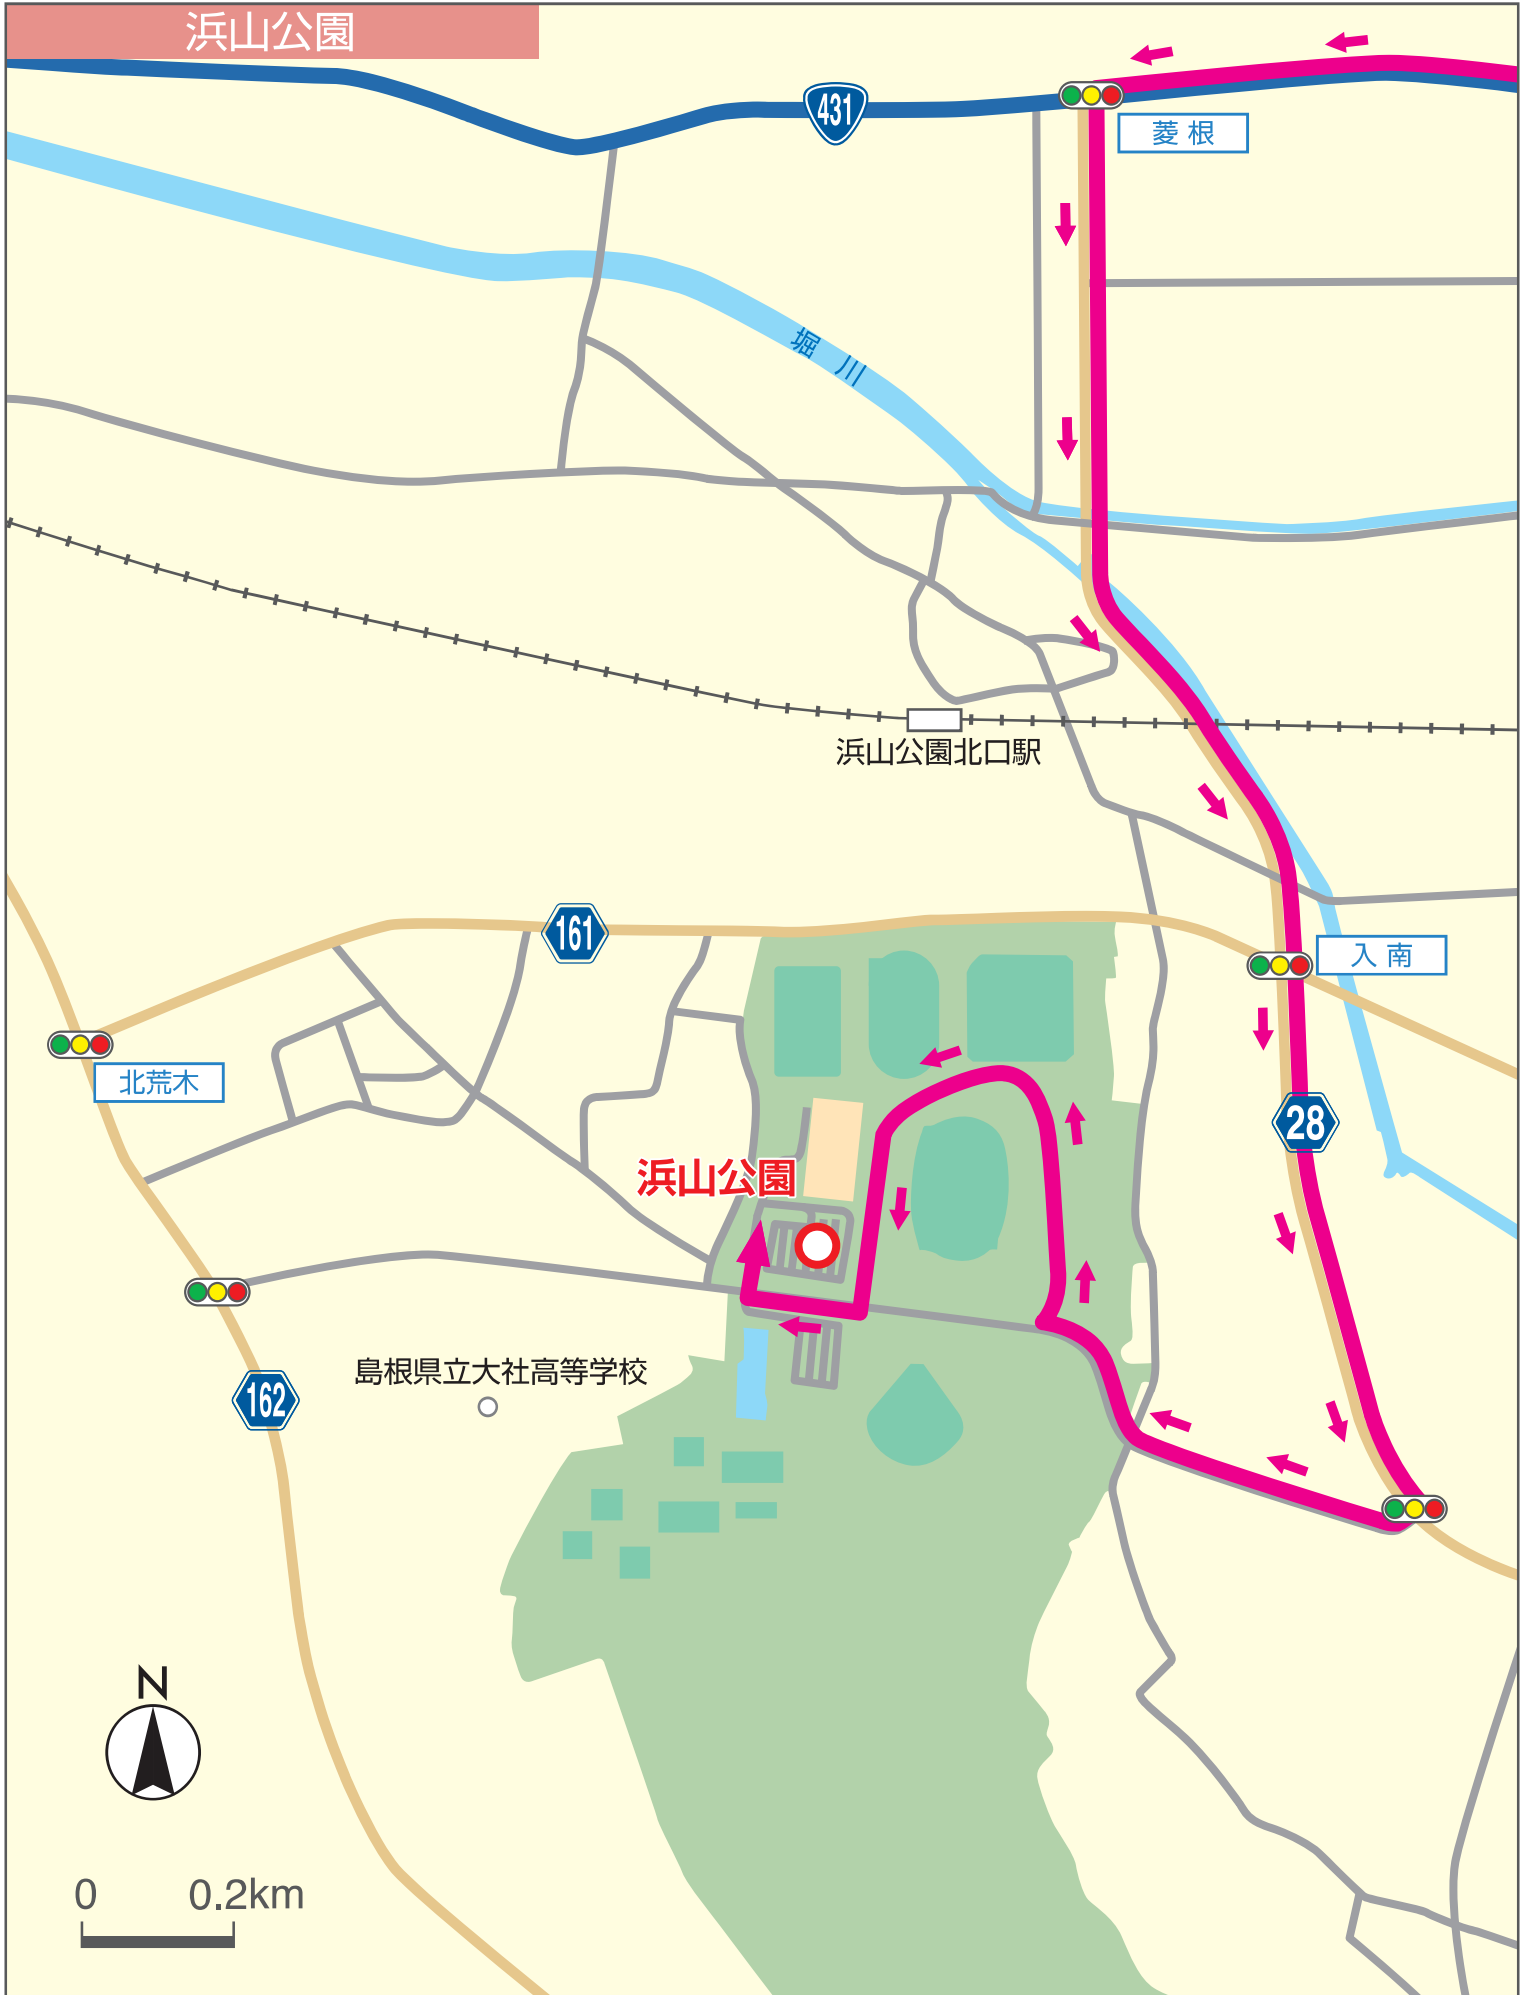 浜山公園
431
菱根
堀川
浜山公園北口駅
161
入南
北荒木
28
浜山公園
島根県立大社高等学校
162
N
0 0.2km